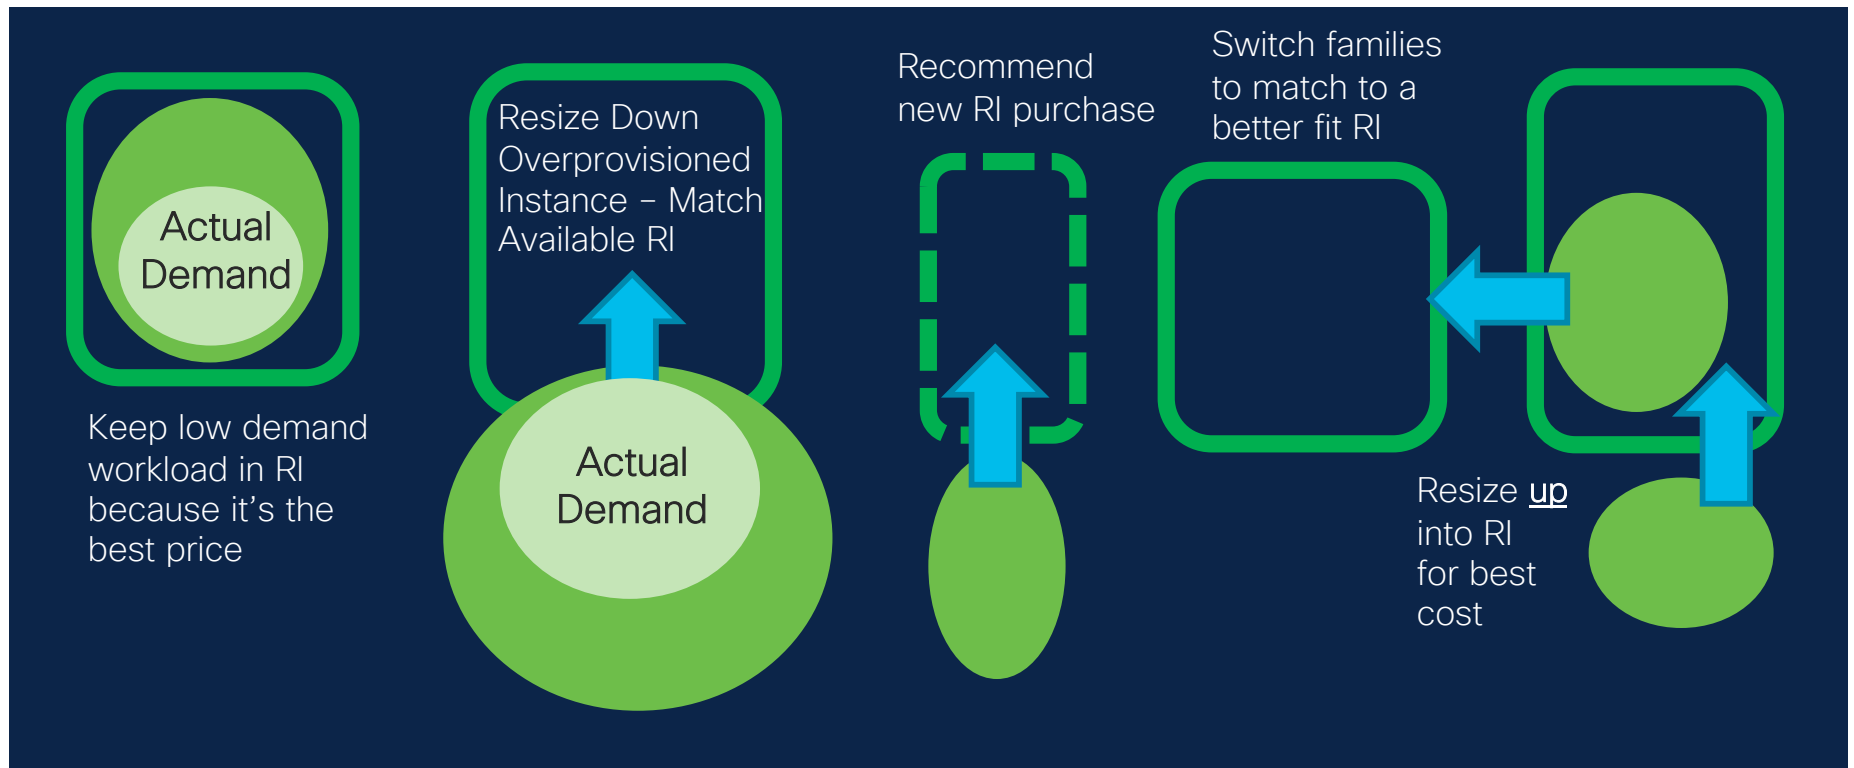 Actual
Demand
Keep low demand
workload in RI
because it's the
best price
Resize Down
Overprovisioned
Instance – Match
Available RI
Actual
Demand
Recommend
new RI purchase
Switch families
to match to a
better fit RI
Resize up
into RI
for best
cost